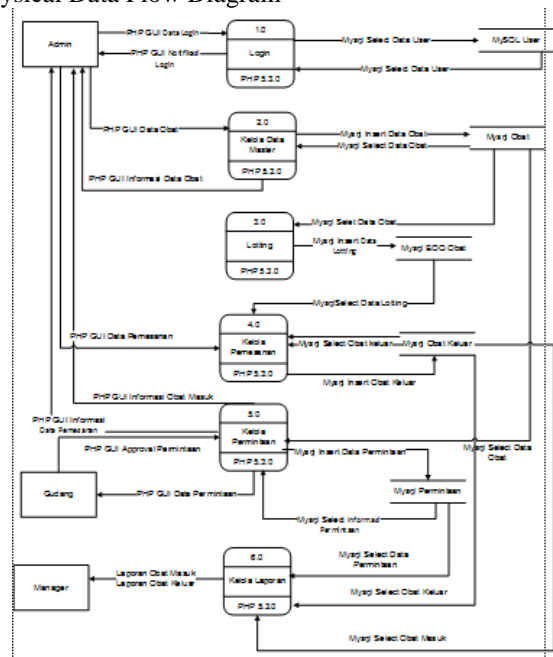 ysical Data Flow Diagram
Admin
PHP GUI Data Login
PHP GUI Notifikasi
Login
1.0
Login
PHP 5.3.0
Mysql Select Data User
Mysql Select Data User
MySQL User
PHP GUI Data Obat
PHP GUI Informasi Data Obat
2.0
Kelola Data
Master
PHP 5.3.0
Mysql Insert Data Obat
Mysql Select Data Obat
Mysql Obat
3.0
Lotting
PHP 5.3.0
Mysql Selet Data Obat
Mysql Insert Data
Lotting
Mysql EOQ Obat
Mysql Select Data Loting
PHP GUI Data Pemesanan
4.0
Kelola
Pemesanan
PHP 5.3.0
Mysql Select Obat Keluar
Mysql Obat Keluar
Mysql Insert Obat Keluar
PHP GUI Informasi Obat Masuk
PHP GUI Informasi
Data Pemesanan
PHP GUI Approval Permintaan
5.0
Kelola
Permintaan
PHP 5.3.0
Mysql Select Data
Obat
Mysql Insert Data Permintaan
Gudang
PHP GUI Data Permintaan
Mysql Permintaan
Mysql Select Informasi
Permintaan
Manager
Laporan Obat Masuk
Laporan Obat Keluar
6.0
Kelola Laporan
PHP 5.3.0
Mysql Select Data
Permintaan
Mysql Select Obat Keluar
Mysql Select Obat Masuk